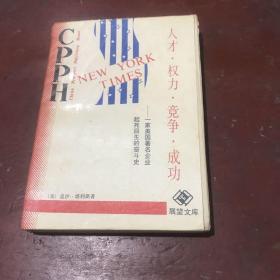 人才·权力·竞争·成功
——一家美国著名企业
起死回生的奋斗史
CPPH
NEW YORK
TIMES
〔美〕盖伊·塔利斯著
展望文库